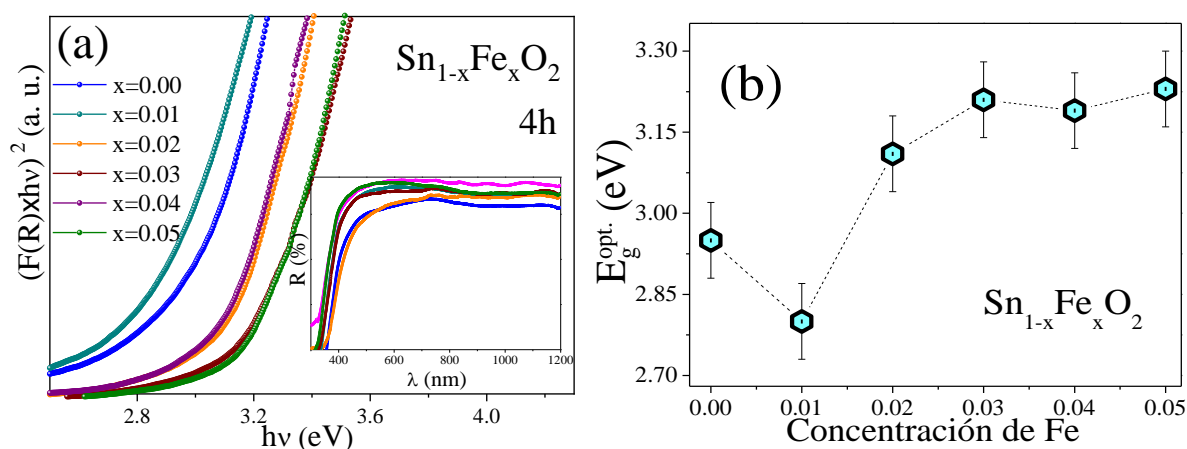 (a)
Sn1-xFexO2
4h
x=0.00
x=0.01
x=0.02
x=0.03
x=0.04
x=0.05
(F(R)xhν)2 (a. u.)
2.8 3.2 3.6 4.0
hν (eV)
R (%)
400 600 800 1000 1200
λ (nm)
(b)
3.30
3.15
3.00
2.85
2.70
Egopt. (eV)
Sn1-xFexO2
0.00 0.01 0.02 0.03 0.04 0.05
Concentración de Fe